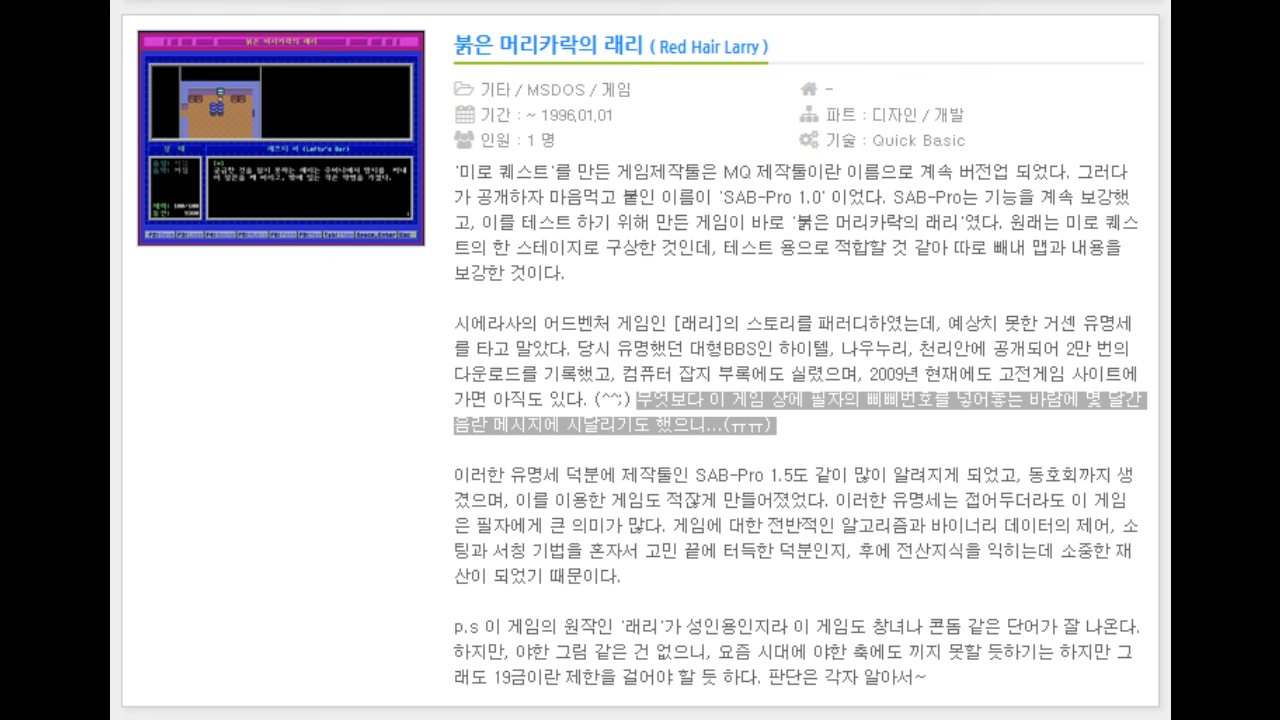 붉은 머리카락의 래리 ( Red Hair Larry )
기타 / MSDOS / 게임
-
기간 : ~ 1996.01.01
파트 : 디자인 / 개발
인원 : 1 명
기술 : Quick Basic
'미로 퀘스트'를 만든 게임제작툴은 MQ 제작툴이란 이름으로 계속 버전업 되었다. 그러다
가 공개하자 마음먹고 붙인 이름이 'SAB-Pro 1.0' 이었다. SAB-Pro는 기능을 계속 보강했
고, 이를 테스트 하기 위해 만든 게임이 바로 '붉은 머리카락의 래리'였다. 원래는 미로 퀘스
트의 한 스테이지로 구상한 것인데, 테스트 용으로 적합할 것 같아 따로 빼내 맵과 내용을
보강한 것이다.
시에라사의 어드벤처 게임인 [래리]의 스토리를 패러디하였는데, 예상치 못한 거센 유명세
를 타고 말았다. 당시 유명했던 대형BBS인 하이텔, 나우누리, 천리안에 공개되어 2만 번의
다운로드를 기록했고, 컴퓨터 잡지 부록에도 실렸으며, 2009년 현재에도 고전게임 사이트에
가면 아직도 있다. (^^;) 무엇보다 이 게임 상에 필자의 삐삐번호를 넣어놓는 바람에 몇 달간
음란 메시지에 시달리기도 했으니...(ㅠㅠ)
이러한 유명세 덕분에 제작툴인 SAB-Pro 1.5도 같이 많이 알려지게 되었고, 동호회까지 생
겼으며, 이를 이용한 게임도 적잖게 만들어졌었다. 이러한 유명세는 접어두더라도 이 게임
은 필자에게 큰 의미가 많다. 게임에 대한 전반적인 알고리즘과 바이너리 데이터의 제어, 소
팅과 서칭 기법을 혼자서 고민 끝에 터득한 덕분인지, 후에 전산지식을 익히는데 소중한 재
산이 되었기 때문이다.
p.s 이 게임의 원작인 '래리'가 성인용인지라 이 게임도 창녀나 콘돔 같은 단어가 잘 나온다.
하지만, 야한 그림 같은 건 없으니, 요즘 시대에 야한 축에도 끼지 못할 듯하기는 하지만 그
래도 19금이란 제한을 걸어야 할 듯 하다. 판단은 각자 알아서~